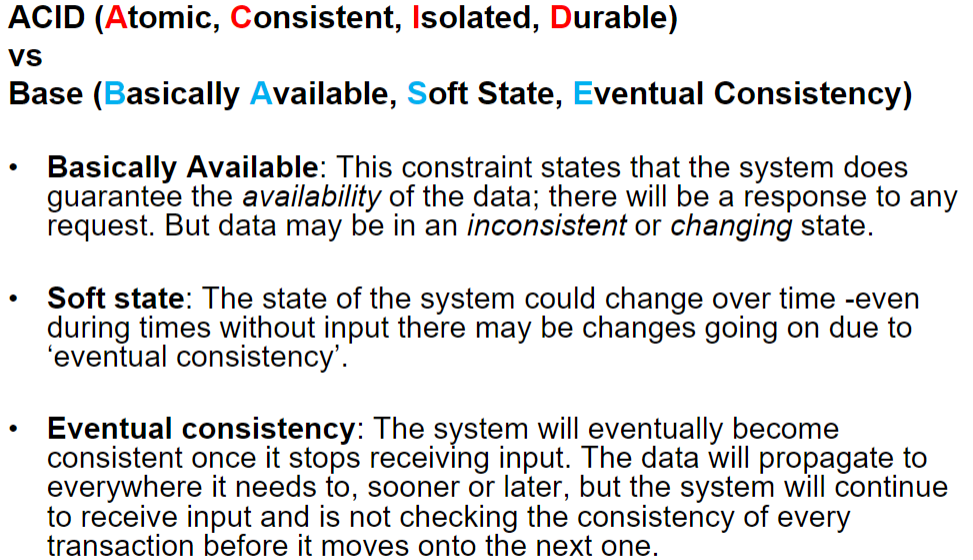 ACID (Atomic, Consistent, Isolated, Durable)
vs
Base (Basically Available, Soft State, Eventual Consistency)
• Basically Available: This constraint states that the system does
guarantee the availability of the data; there will be a response to any
request. But data may be in an inconsistent or changing state.
• Soft state: The state of the system could change over time -even
during times without input there may be changes going on due to
‘eventual consistency’.
• Eventual consistency: The system will eventually become
consistent once it stops receiving input. The data will propagate to
everywhere it needs to, sooner or later, but the system will continue
to receive input and is not checking the consistency of every
transaction before it moves onto the next one.